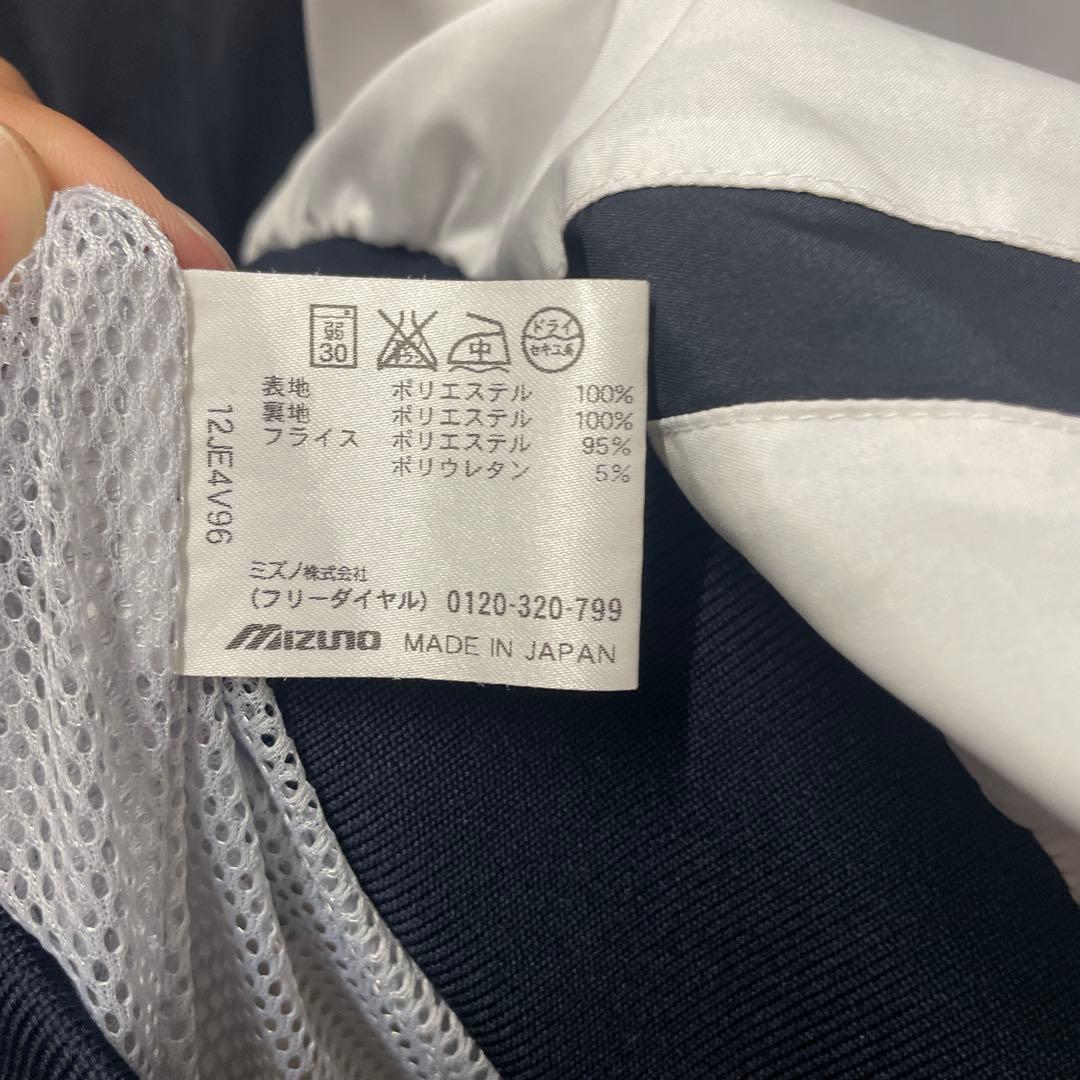 弱 30 中 ドライ セキユ系
表地 ポリエステル 100%
裏地 ポリエステル 100%
フライス ポリエステル 95%
ポリウレタン 5%
12JE4V96
ミズノ株式会社
(フリーダイヤル) 0120-320-799
MIZUNO MADE IN JAPAN